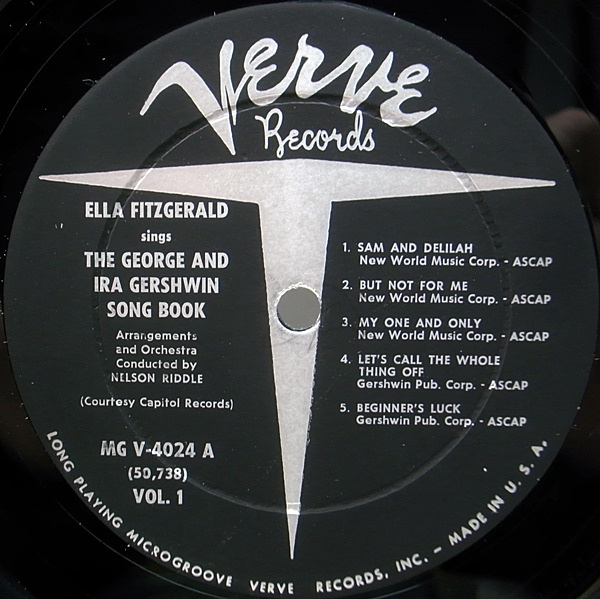 Verve
Records
ELLA FITZGERALD
sings
THE GEORGE AND
IRA GERSHWIN
SONG BOOK
Arrangements
and Orchestra
Conducted by
NELSON RIDDLE
(Courtesy Capitol Records)
MG V-4024 A
(50,738)
VOL. 1
1. SAM AND DELILAH
New World Music Corp. - ASCAP
2. BUT NOT FOR ME
New World Music Corp. - ASCAP
3. MY ONE AND ONLY
New World Music Corp. - ASCAP
4. LET'S CALL THE WHOLE
THING OFF
Gershwin Pub. Corp. - ASCAP
5. BEGINNER'S LUCK
Gershwin Pub. Corp. - ASCAP
LONG PLAYING MICROGROOVE VERVE RECORDS, INC. – MADE IN U. S. A.